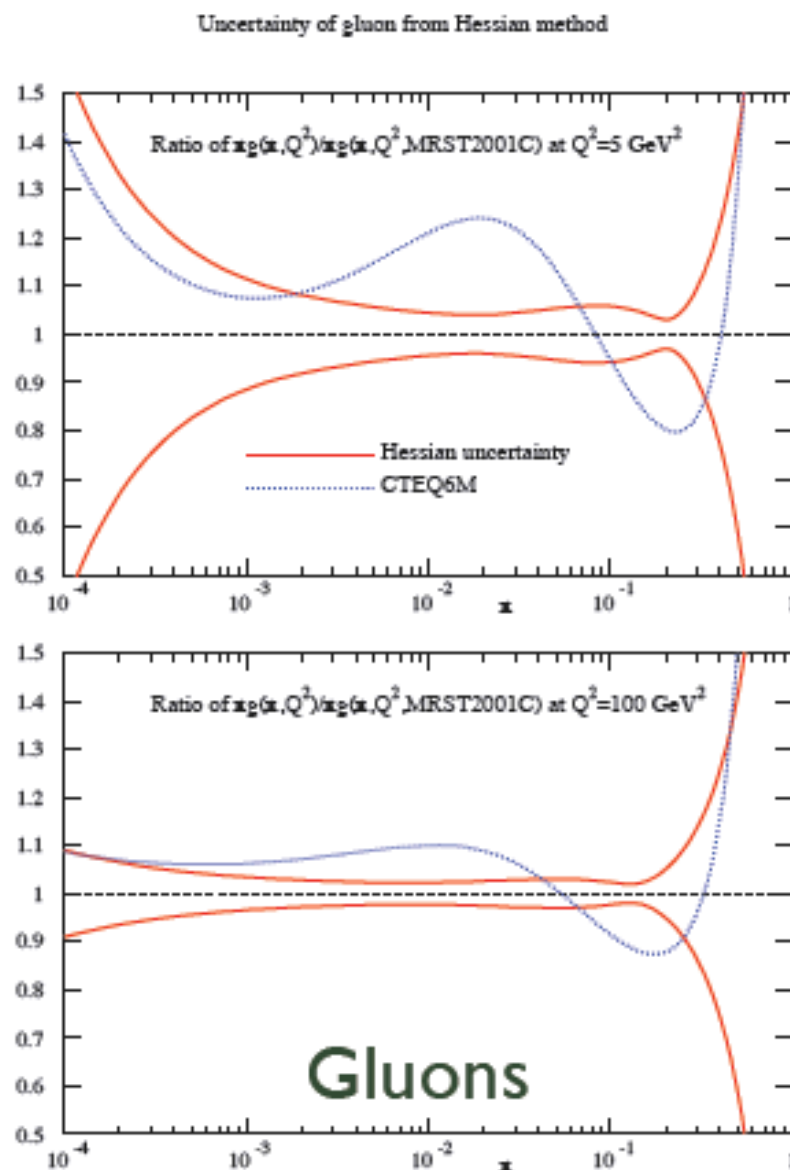 Uncertainty of gluon from Hessian method
1.5
Ratio of xg(x,Q²)/xg(x,Q²,MRST2001C) at Q²=5 GeV²
1.4
1.3
1.2
1.1
1
0.9
0.8
Hessian uncertainty
0.7
CTEQ6M
0.6
0.5
10⁻⁴ 10⁻³ 10⁻² x 10⁻¹ 1
1.5
Ratio of xg(x,Q²)/xg(x,Q²,MRST2001C) at Q²=100 GeV²
1.4
1.3
1.2
1.1
1
0.9
0.8
0.7
Gluons
0.6
0.5
10⁻⁴ 10⁻³ 10⁻² x 10⁻¹ 1